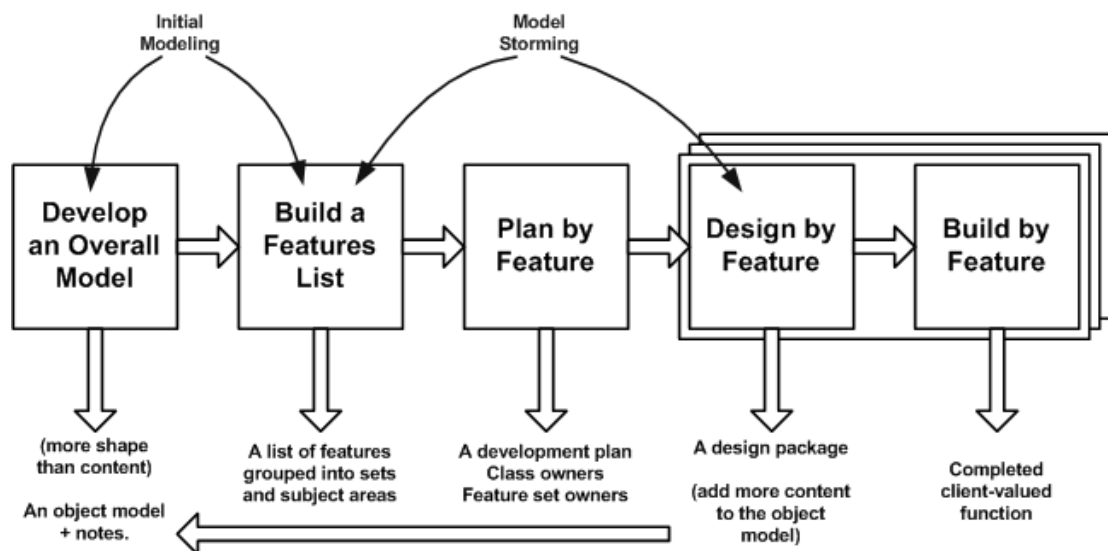 Initial
Modeling
Model
Storming
Develop
an Overall
Model
Build a
Features
List
Plan by
Feature
Design by
Feature
Build by
Feature
(more shape
than content)
An object model
+ notes.
A list of features
grouped into sets
and subject areas
A development plan
Class owners
Feature set owners
A design package
(add more content
to the object
model)
Completed
client-valued
function